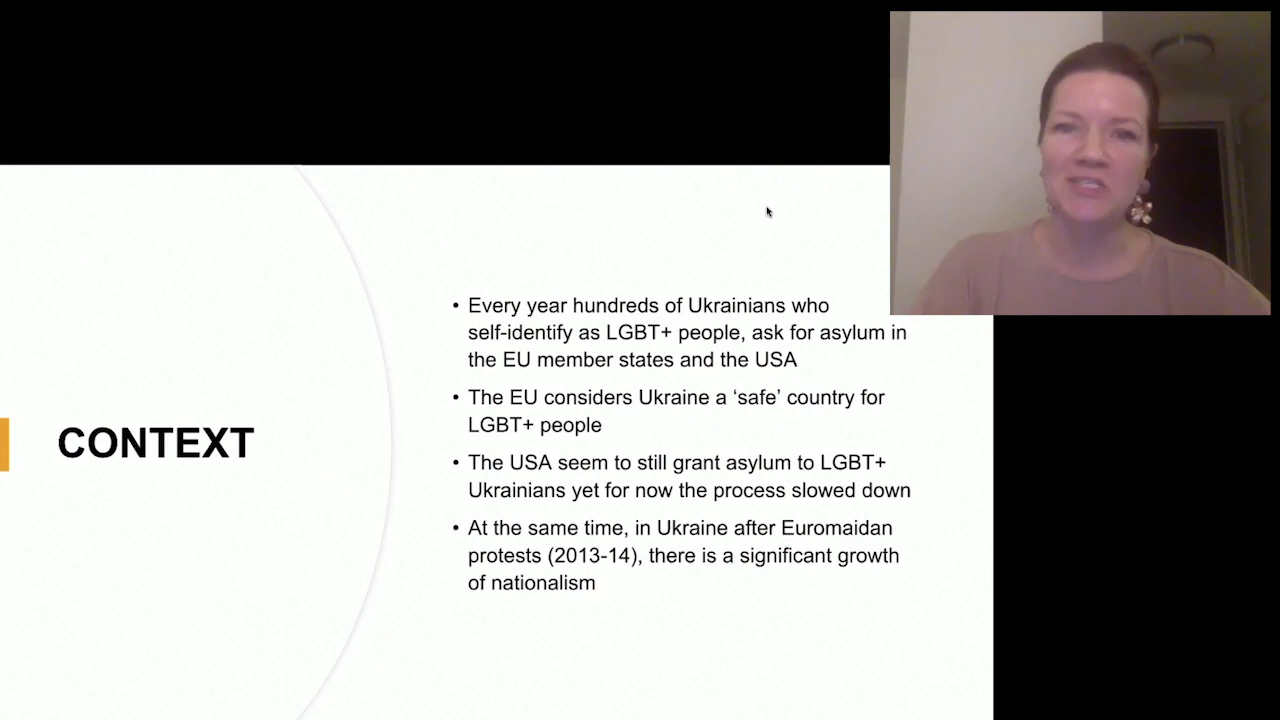 CONTEXT
• Every year hundreds of Ukrainians who
self-identify as LGBT+ people, ask for asylum in
the EU member states and the USA
• The EU considers Ukraine a ‘safe’ country for
LGBT+ people
• The USA seem to still grant asylum to LGBT+
Ukrainians yet for now the process slowed down
• At the same time, in Ukraine after Euromaidan
protests (2013-14), there is a significant growth
of nationalism